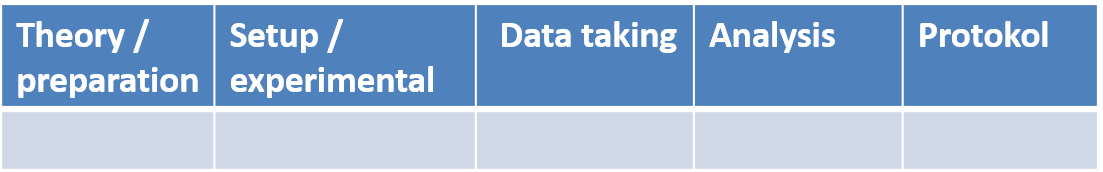 Theory /
preparation
Setup /
experimental
Data taking
Analysis
Protokol